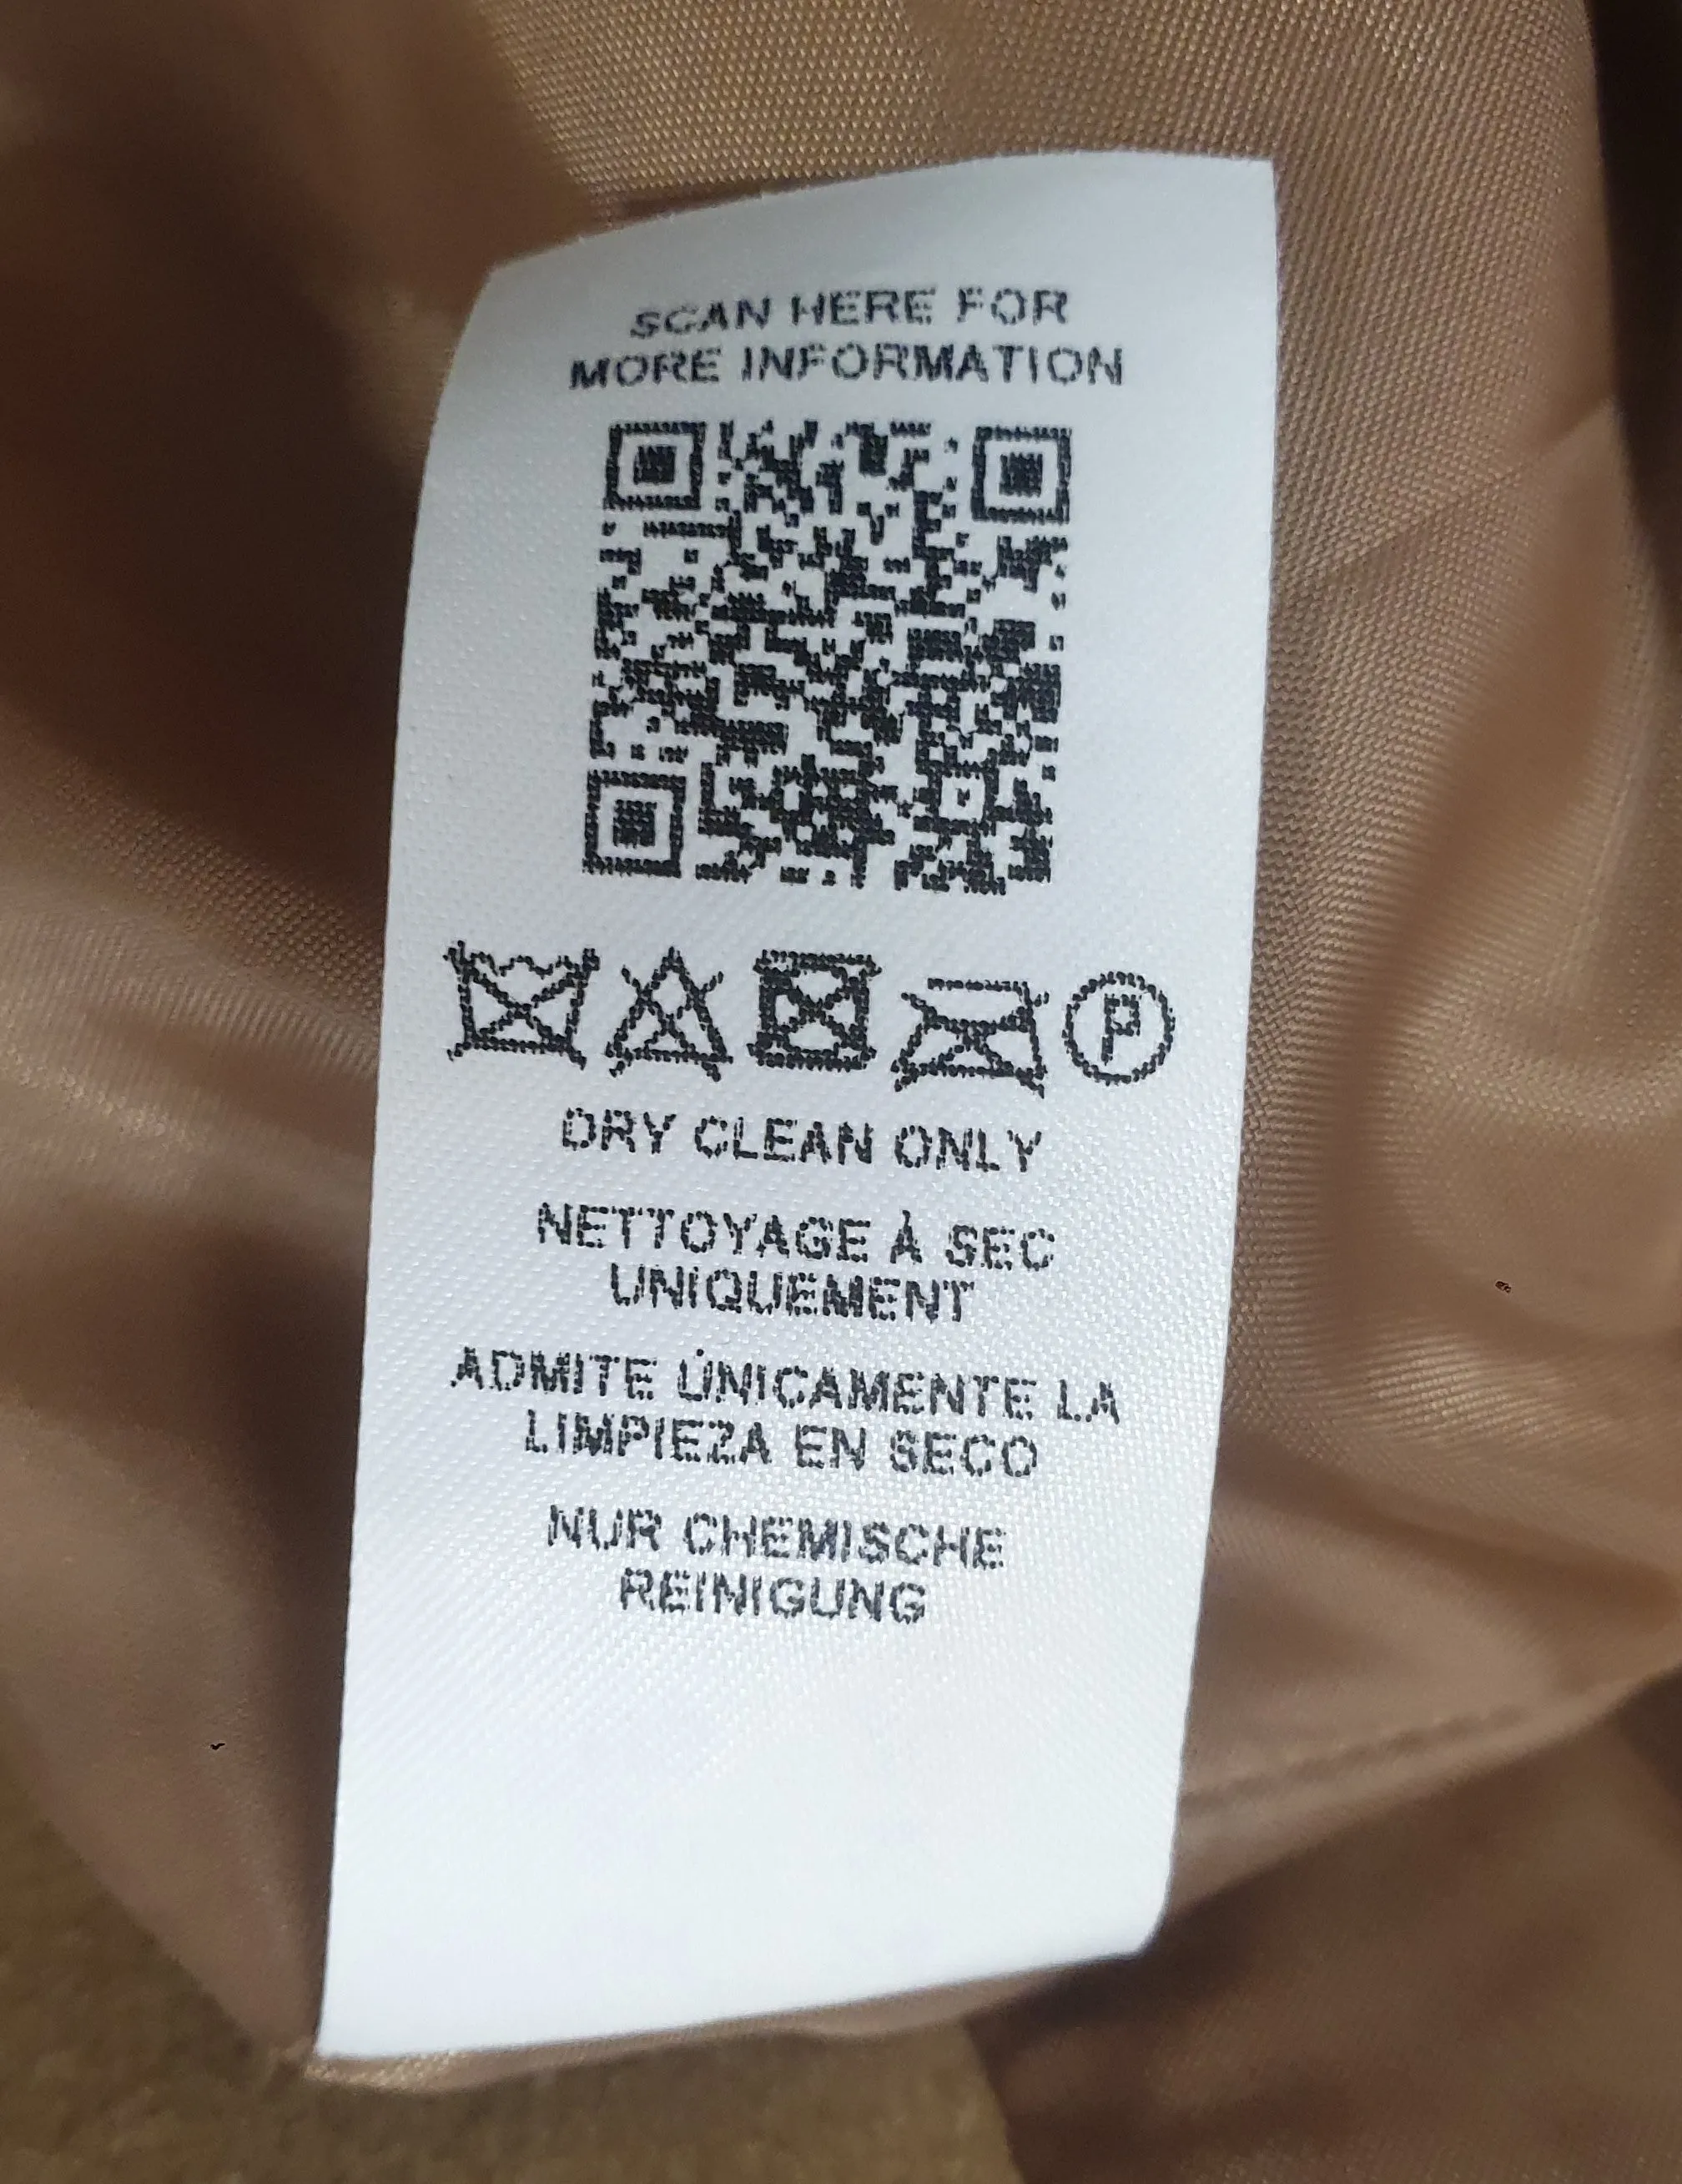 SCAN HERE FOR
MORE INFORMATION
P
DRY CLEAN ONLY
NETTOYAGE À SEC
UNIQUEMENT
ADMITE ÚNICAMENTE LA
LIMPIEZA EN SECO
NUR CHEMISCHE
REINIGUNG